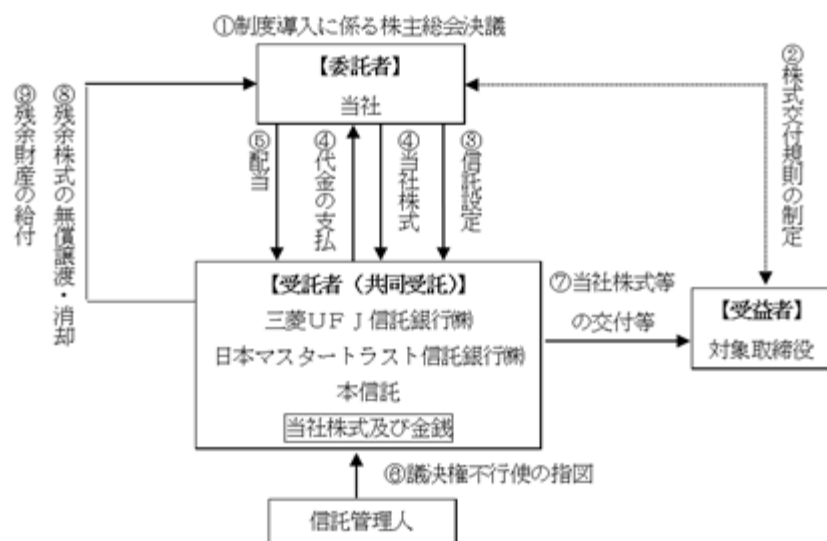 ①制度導入に係る株主総会決議
【委託者】
当社
②株式交付規則の制定
⑨残余財産の給付
⑧残余株式の無償譲渡・消却
⑤配当
④代金の支払
④当社株式
③信託設定
【受託者（共同受託）】
三菱ＵＦＪ信託銀行㈱
日本マスタートラスト信託銀行㈱
本信託
当社株式及び金銭
⑦当社株式等
の交付等
【受益者】
対象取締役
⑥議決権不行使の指図
信託管理人